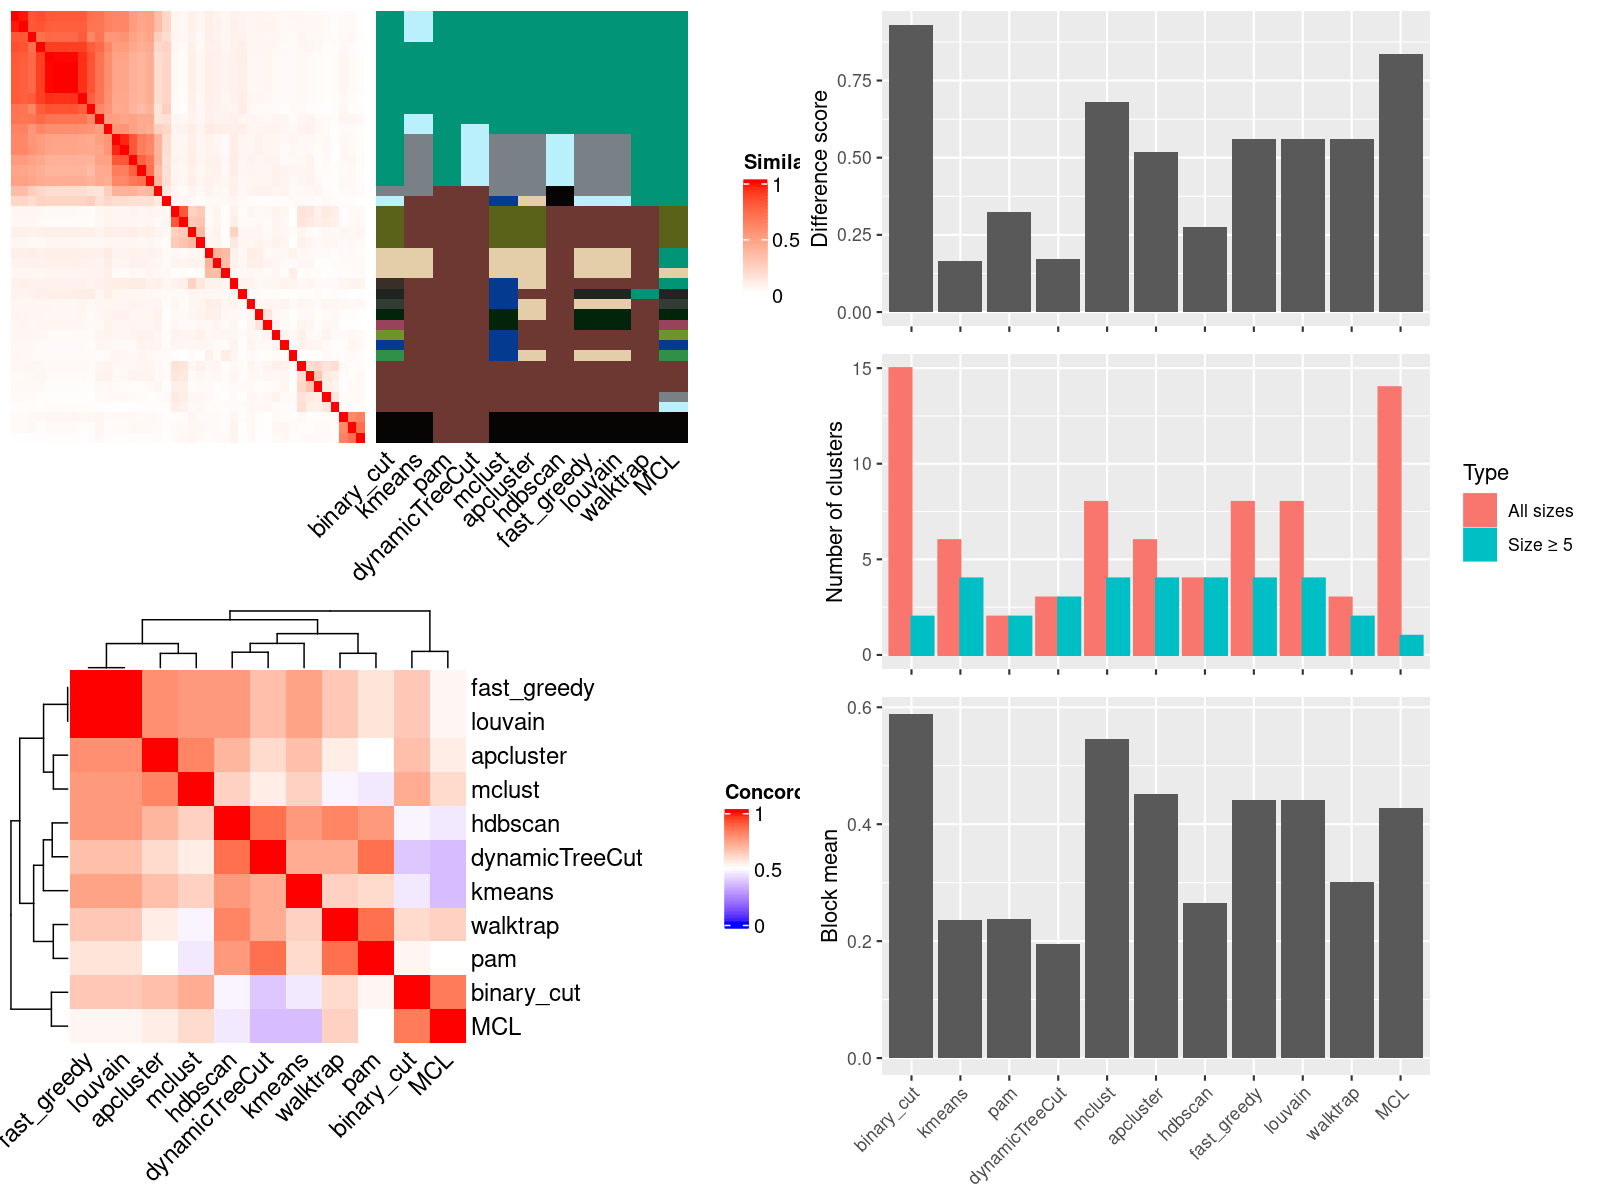 Simila
1
0.5
0
binary_cut
kmeans
pam
dynamicTreeCut
mclust
apcluster
hdbscan
fast_greedy
louvain
walktrap
MCL
fast_greedy
louvain
apcluster
mclust
hdbscan
dynamicTreeCut
kmeans
walktrap
pam
binary_cut
MCL
Concord
1
0.5
0
fast_greedy
louvain
apcluster
mclust
hdbscan
dynamicTreeCut
kmeans
walktrap
pam
binary_cut
MCL
Difference score
0.75
0.50
0.25
0.00
Number of clusters
15
10
5
0
Type
All sizes
Size ≥ 5
Block mean
0.6
0.4
0.2
0.0
binary_cut
kmeans
pam
dynamicTreeCut
mclust
apcluster
hdbscan
fast_greedy
louvain
walktrap
MCL